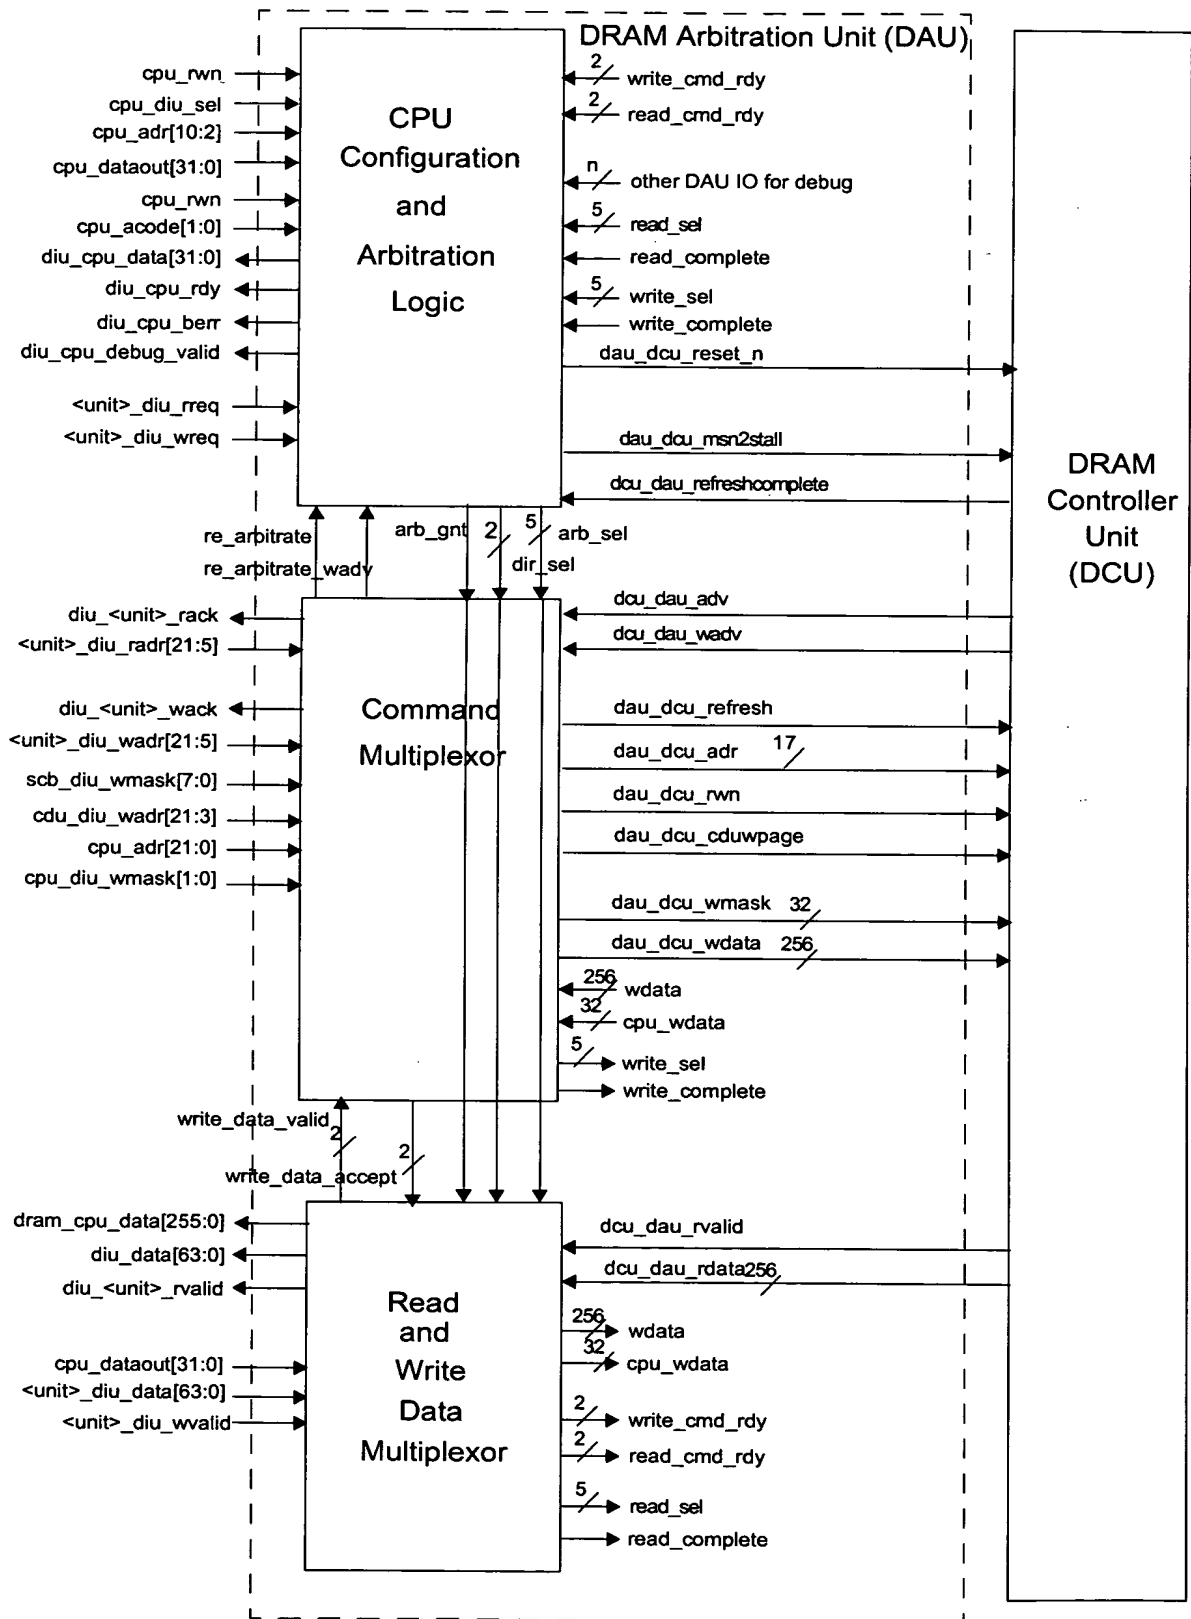 DRAM Arbitration Unit (DAU)
cpu_rwn
cpu_diu_sel
cpu_adr[10:2]
cpu_dataout[31:0]
cpu_rwn
cpu_acode[1:0]
diu_cpu_data[31:0]
diu_cpu_rdy
diu_cpu_berr
diu_cpu_debug_valid
<unit>_diu_rreq
<unit>_diu_wreq
CPU
Configuration
and
Arbitration
Logic
2
write_cmd_rdy
2
read_cmd_rdy
n
other DAU IO for debug
5
read_sel
read_complete
5
write_sel
write_complete
dau_dcu_reset_n
dau_dcu_msn2stall
dcu_dau_refreshcomplete
DRAM
Controller
Unit
(DCU)
re_arbitrate
re_arbitrate_wadv
arb_gnt
2
dir_sel
5
arb_sel
diu_<unit>_rack
<unit>_diu_radr[21:5]
diu_<unit>_wack
<unit>_diu_wadr[21:5]
scb_diu_wmask[7:0]
cdu_diu_wadr[21:3]
cpu_adr[21:0]
cpu_diu_wmask[1:0]
Command
Multiplexor
dcu_dau_adv
dcu_dau_wadv
dau_dcu_refresh
dau_dcu_adr 17
dau_dcu_rwn
dau_dcu_cduwpage
dau_dcu_wmask 32
dau_dcu_wdata 256
256
wdata
32
cpu_wdata
5
write_sel
write_complete
write_data_valid
2
write_data_accept
2
dram_cpu_data[255:0]
diu_data[63:0]
diu_<unit>_rvalid
cpu_dataout[31:0]
<unit>_diu_data[63:0]
<unit>_diu_wvalid
Read
and
Write
Data
Multiplexor
dcu_dau_rvalid
dcu_dau_rdata 256
256
wdata
32
cpu_wdata
2
write_cmd_rdy
2
read_cmd_rdy
5
read_sel
read_complete